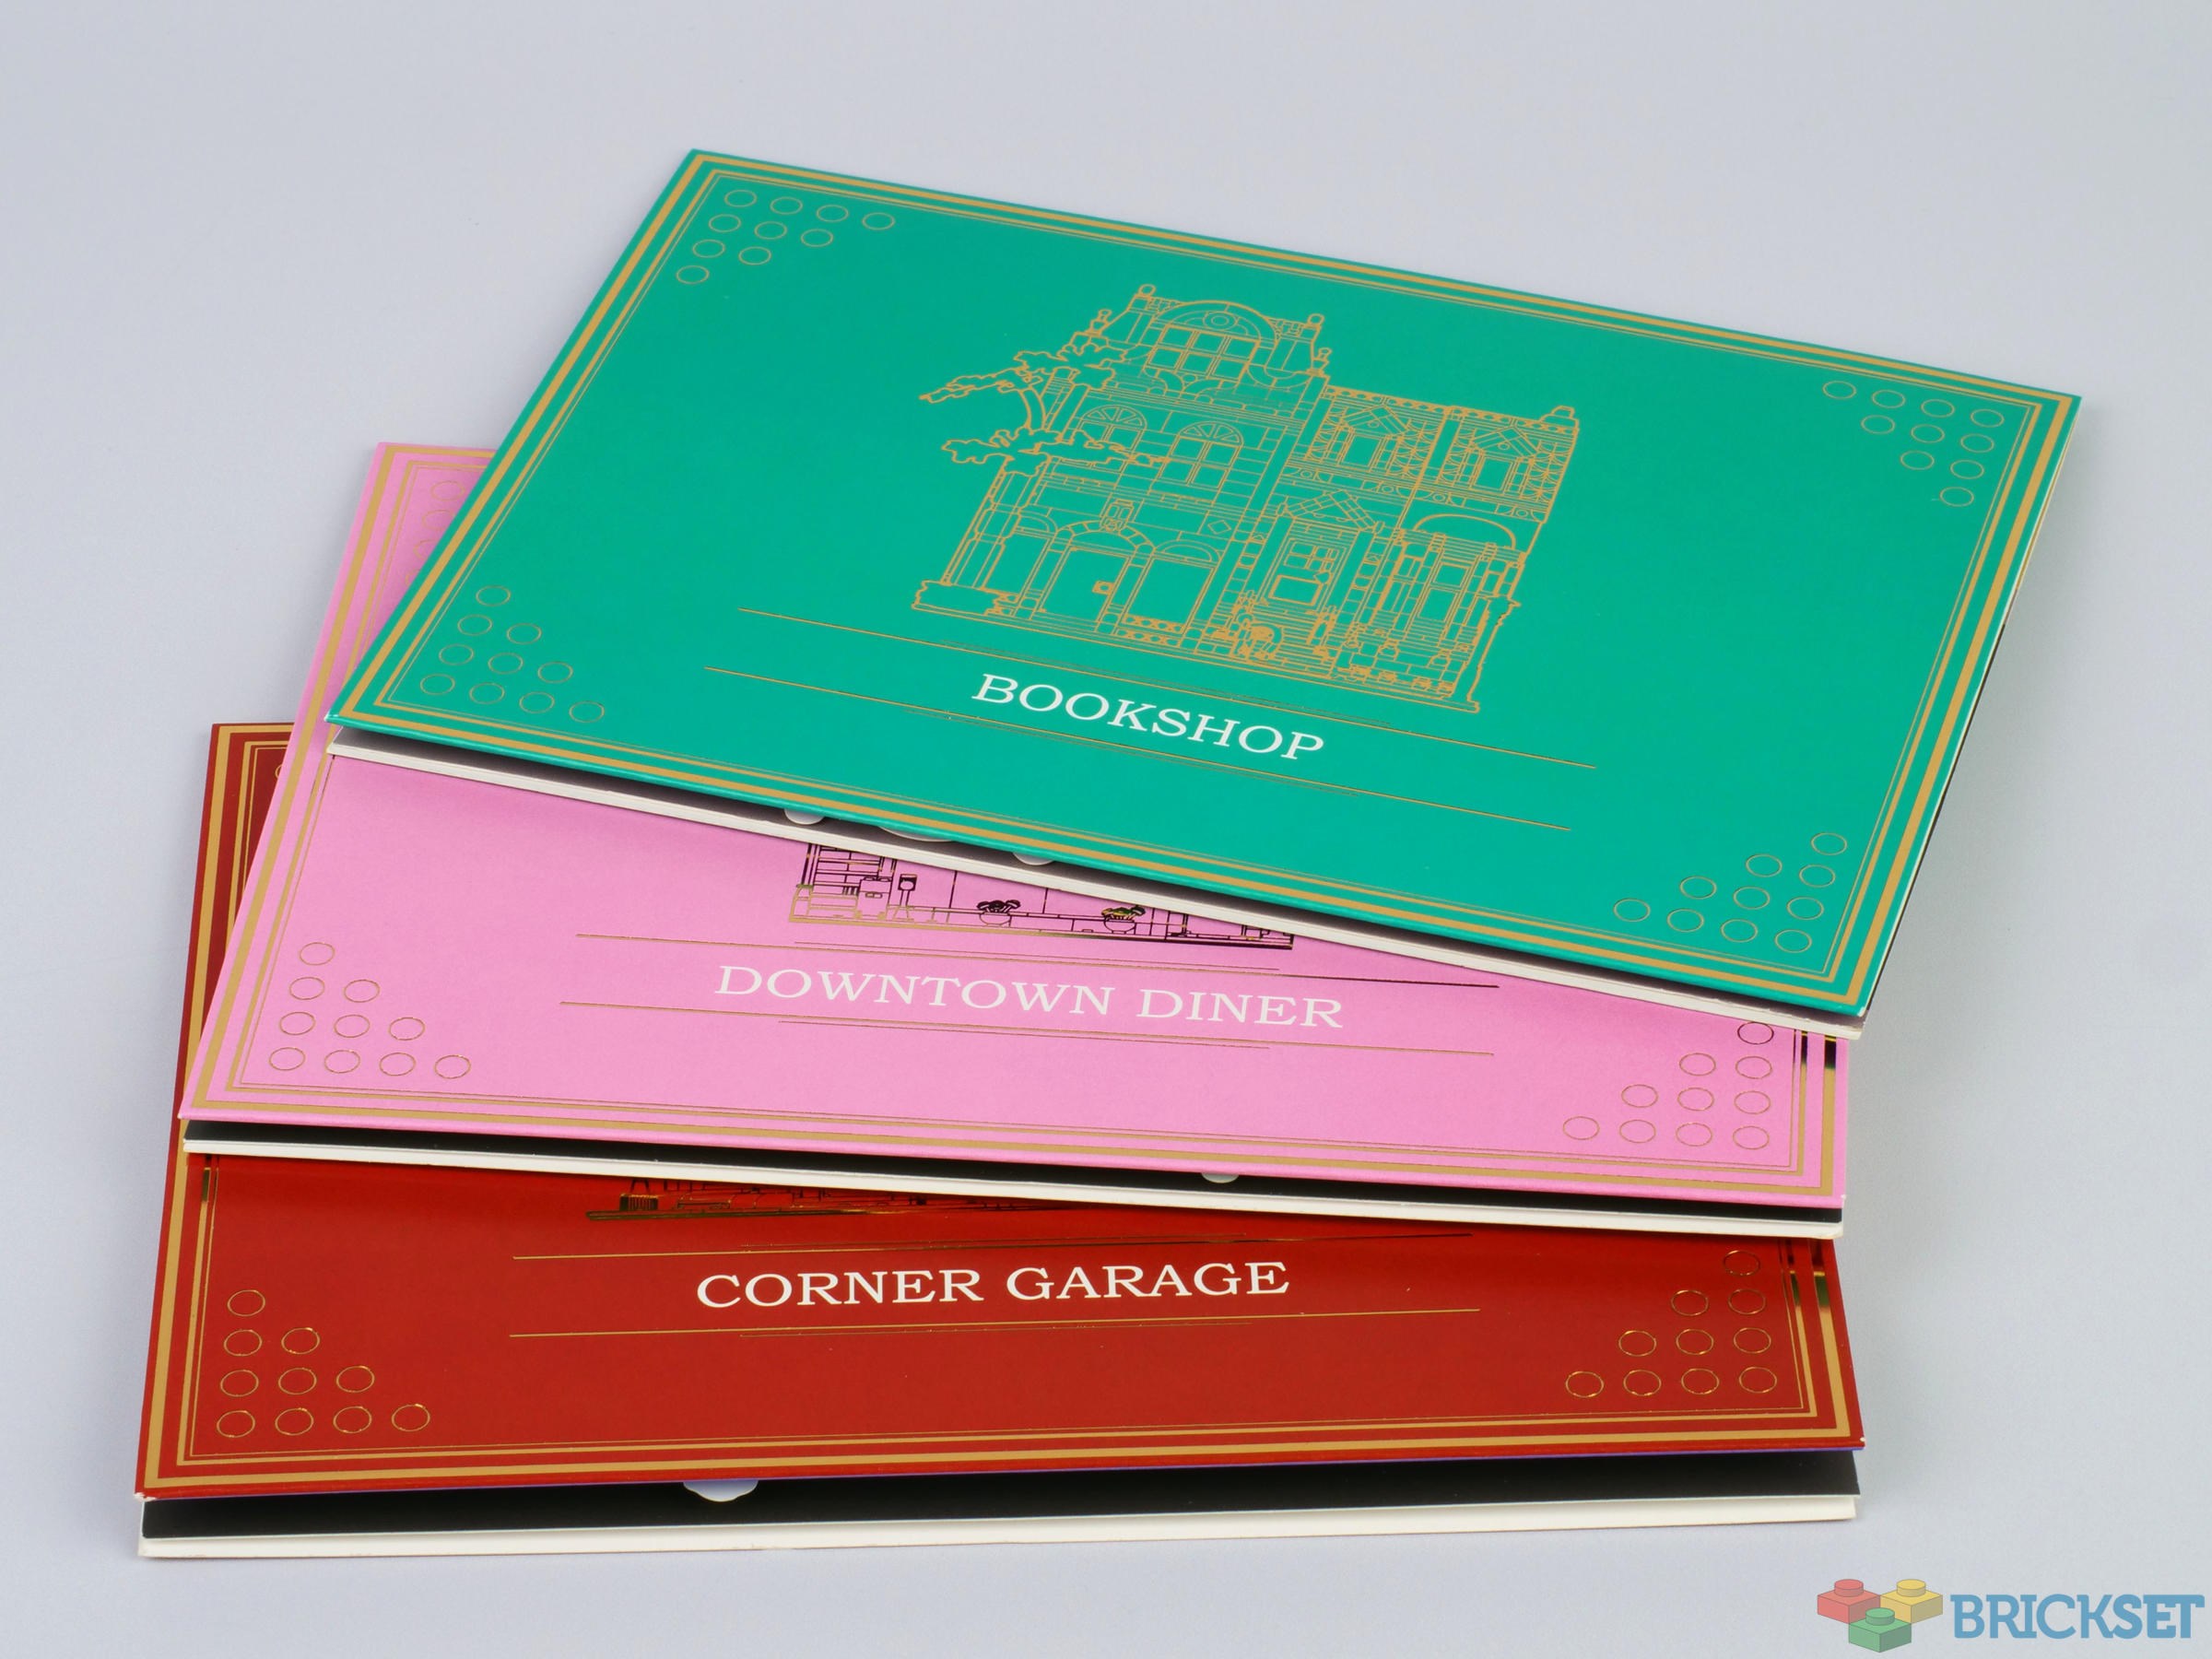 BOOKSHOP
DOWNTOWN DINER
CORNER GARAGE
BRICKSET